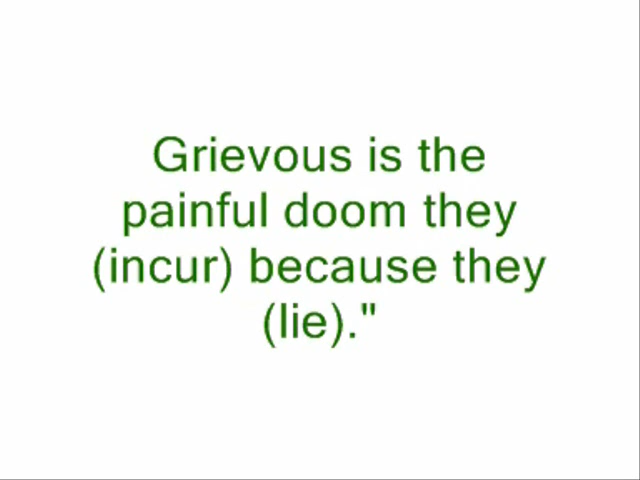 Grievous is the
painful doom they
(incur) because they
(lie)."